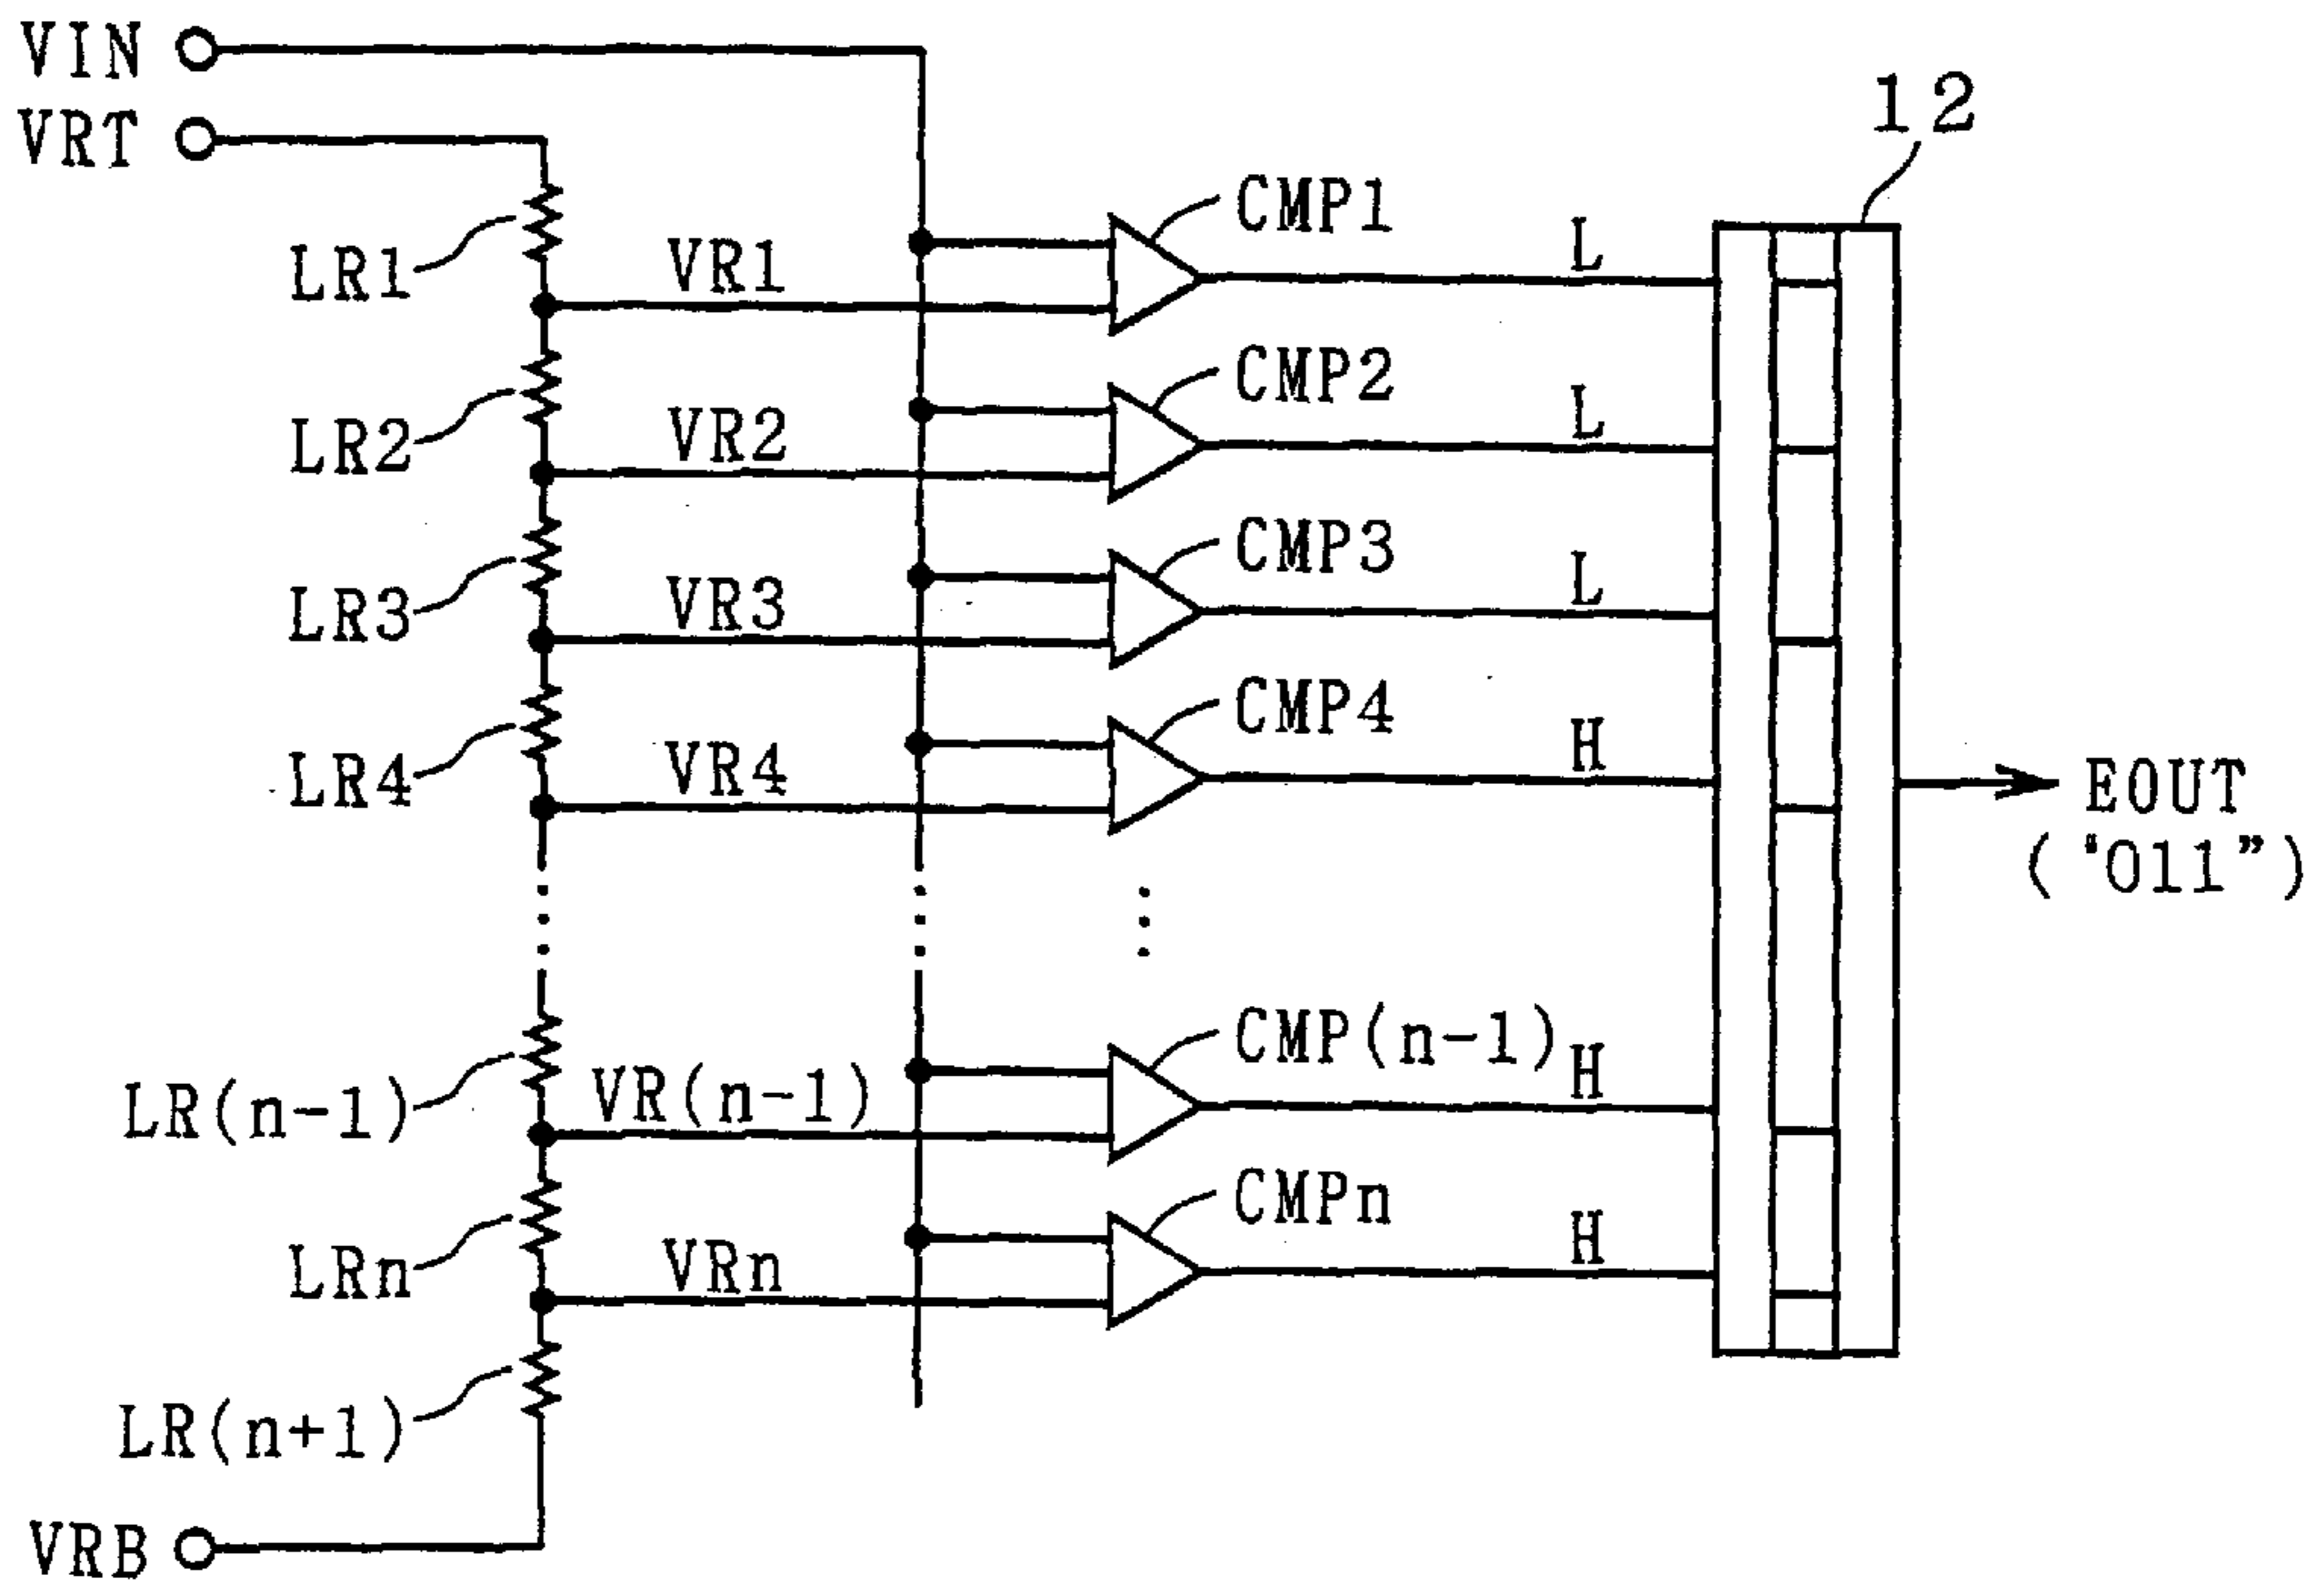 VIN
VRT
12
CMP1
L
LR1
VR1
CMP2
L
LR2
VR2
CMP3
L
LR3
VR3
CMP4
H
LR4
VR4
EOUT
(“011”)
CMP(n-1)
H
LR(n-1)
VR(n-1)
CMPn
H
LRn
VRn
LR(n+1)
VRB